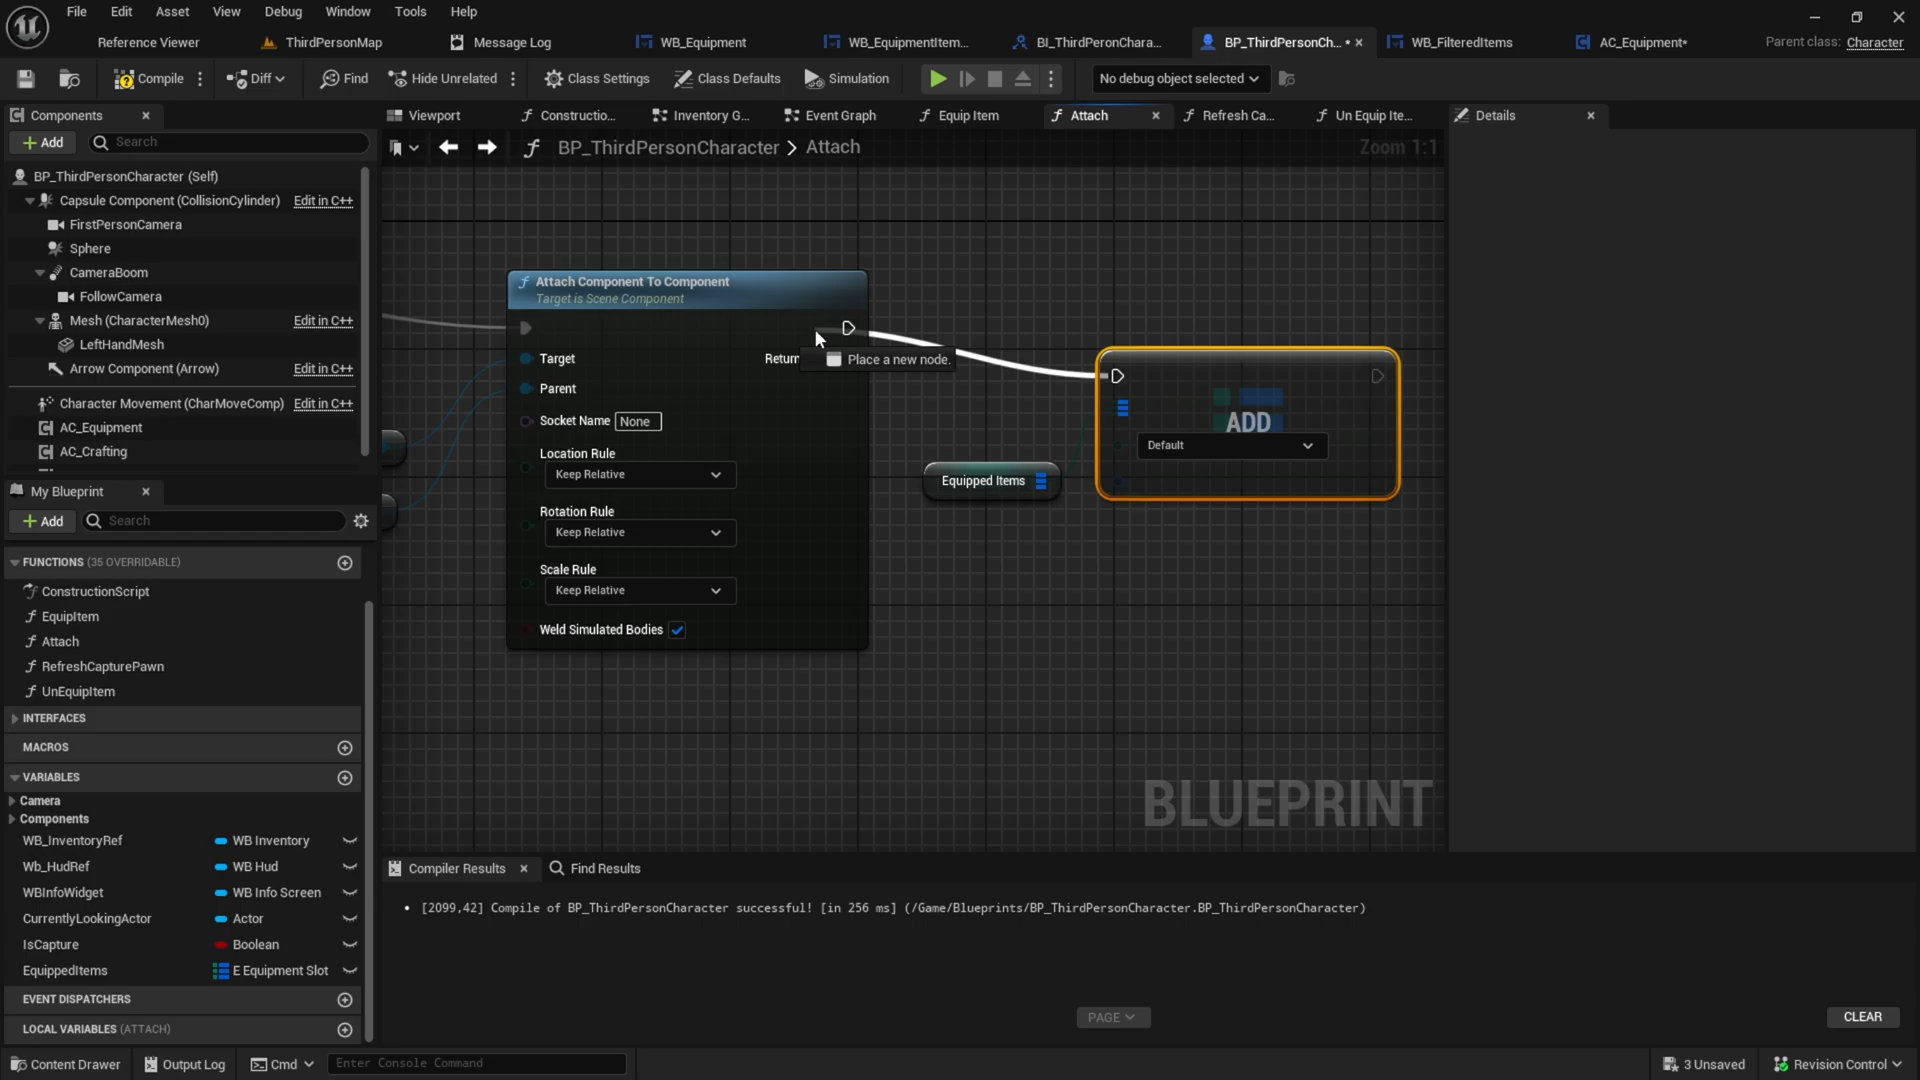 File Edit Asset View Debug Window Tools Help
Reference Viewer ThirdPersonMap Message Log WB_Equipment WB_EquipmentItem... BI_ThirdPeronChara... BP_ThirdPersonCh... * WB_FilteredItems AC_Equipment* Parent class: Character
Compile Diff Find Hide Unrelated Class Settings Class Defaults Simulation No debug object selected
Components
Viewport Constructio... Inventory G... Event Graph Equip Item Attach Refresh Ca... Un Equip Ite... Details
+ Add Search
BP_ThirdPersonCharacter > Attach Zoom 1:1
BP_ThirdPersonCharacter (Self)
Capsule Component (CollisionCylinder) Edit in C++
FirstPersonCamera
Sphere
CameraBoom
FollowCamera
Mesh (CharacterMesh0) Edit in C++
LeftHandMesh
Arrow Component (Arrow) Edit in C++
Character Movement (CharMoveComp) Edit in C++
AC_Equipment
AC_Crafting
Attach Component To Component
Target is Scene Component
Target
Return
Place a new node.
Parent
Socket Name None
Location Rule
Keep Relative
Rotation Rule
Keep Relative
Scale Rule
Keep Relative
Weld Simulated Bodies
Equipped Items
ADD
Default
BLUEPRINT
My Blueprint
+ Add Search
FUNCTIONS (35 OVERRIDABLE)
ConstructionScript
EquipItem
Attach
RefreshCapturePawn
UnEquipItem
INTERFACES
MACROS
VARIABLES
Camera
Components
WB_InventoryRef WB Inventory
Wb_HudRef WB Hud
WBInfoWidget WB Info Screen
CurrentlyLookingActor Actor
IsCapture Boolean
EquippedItems E Equipment Slot
EVENT DISPATCHERS
LOCAL VARIABLES (ATTACH)
Compiler Results Find Results
[2099,42] Compile of BP_ThirdPersonCharacter successful! [in 256 ms] (/Game/Blueprints/BP_ThirdPersonCharacter.BP_ThirdPersonCharacter)
PAGE
CLEAR
Content Drawer Output Log Cmd Enter Console Command 3 Unsaved Revision Control